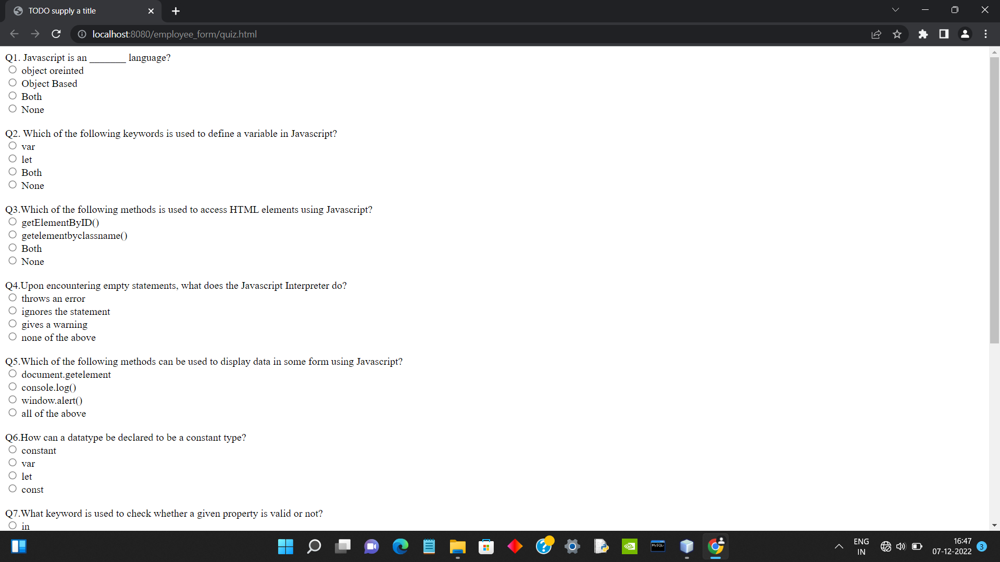 TODO supply a title
localhost:8080/employee_form/quiz.html
Q1. Javascript is an _______ language?
object oreinted
Object Based
Both
None
Q2. Which of the following keywords is used to define a variable in Javascript?
var
let
Both
None
Q3.Which of the following methods is used to access HTML elements using Javascript?
getElementByID()
getelementbyclassname()
Both
None
Q4.Upon encountering empty statements, what does the Javascript Interpreter do?
throws an error
ignores the statement
gives a warning
none of the above
Q5.Which of the following methods can be used to display data in some form using Javascript?
document.getelement
console.log()
window.alert()
all of the above
Q6.How can a datatype be declared to be a constant type?
constant
var
let
const
Q7.What keyword is used to check whether a given property is valid or not?
in
MySQL
ENG
IN
16:47
07-12-2022
3